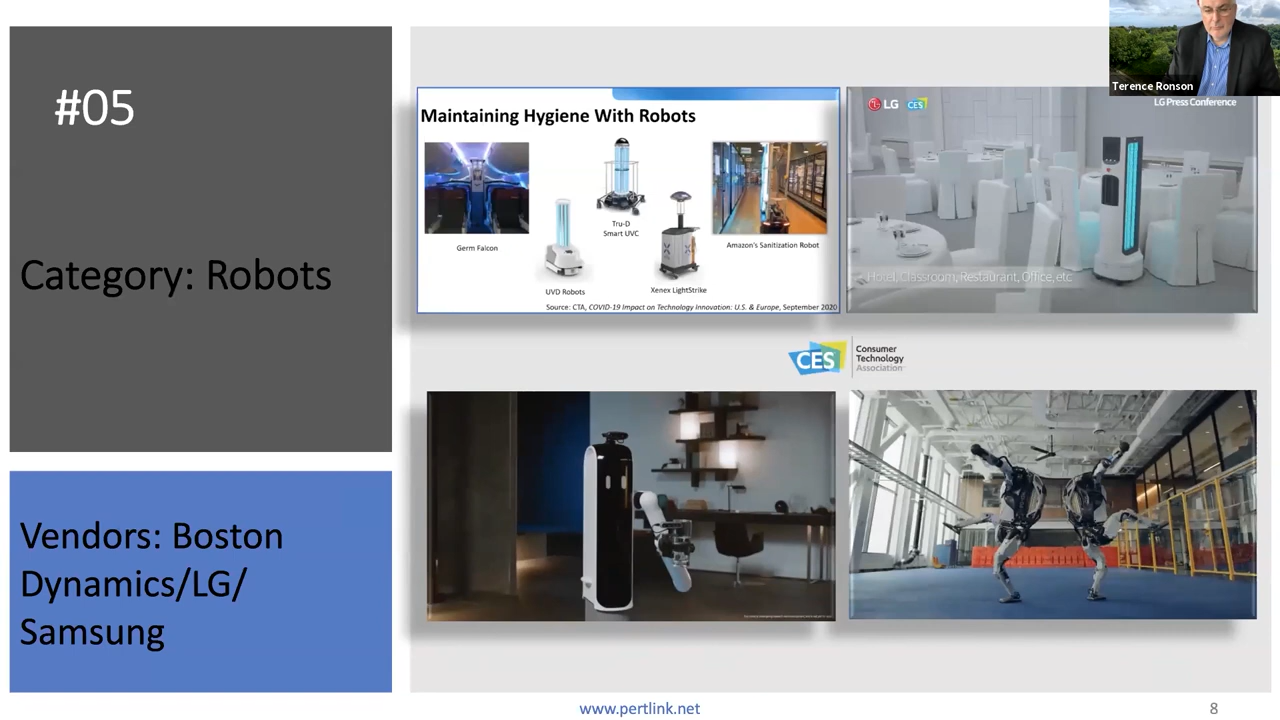 #05
Category: Robots
Vendors: Boston
Dynamics/LG/
Samsung
Maintaining Hygiene With Robots
Germ Falcon
UVD Robots
Tru-D
Smart UVC
Xenex LightStrike
Amazon's Sanitization Robot
Source: CTA, COVID-19 Impact on Technology Innovation: U.S. & Europe, September 2020
LG CES
LG Press Conference
Hotel, Classroom, Restaurant, Office, etc
Terence Ronson
CES
Consumer
Technology
Association
www.pertlink.net
8